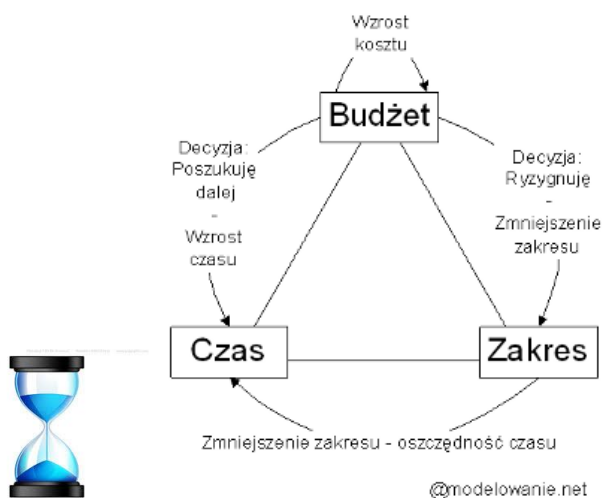 Wzrost
kosztu
Budżet
Decyzja:
Poszukuję
dalej
-
Wzrost
czasu
Decyzja:
Ryzygnuję
-
Zmniejszenie
zakresu
Czas
Zakres
Zmniejszenie zakresu - oszczędność czasu
@modelowanie.net